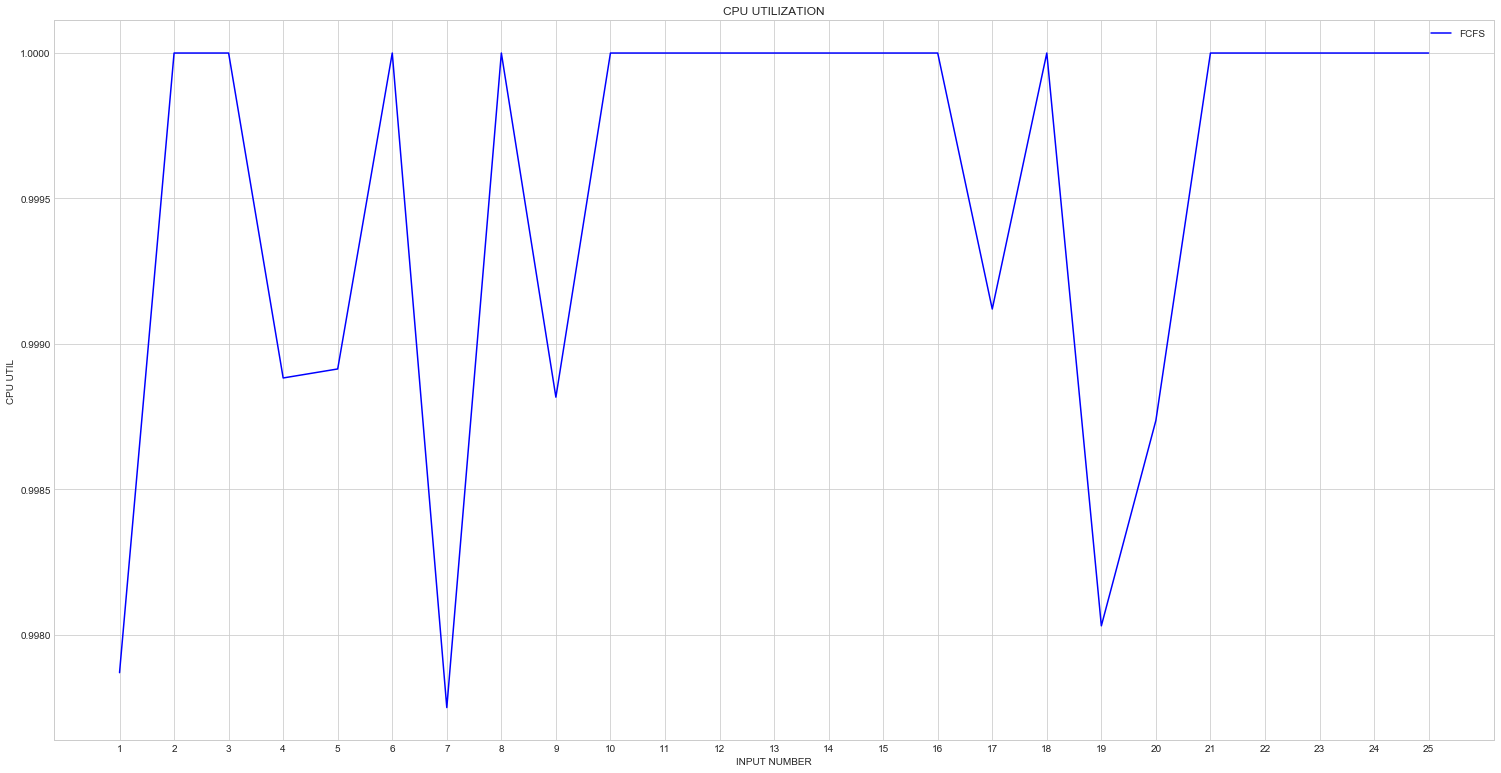 CPU UTILIZATION
FCFS
1.0000
0.9995
0.9990
0.9985
0.9980
CPU UTIL
1 2 3 4 5 6 7 8 9 10 11 12 13 14 15 16 17 18 19 20 21 22 23 24 25
INPUT NUMBER